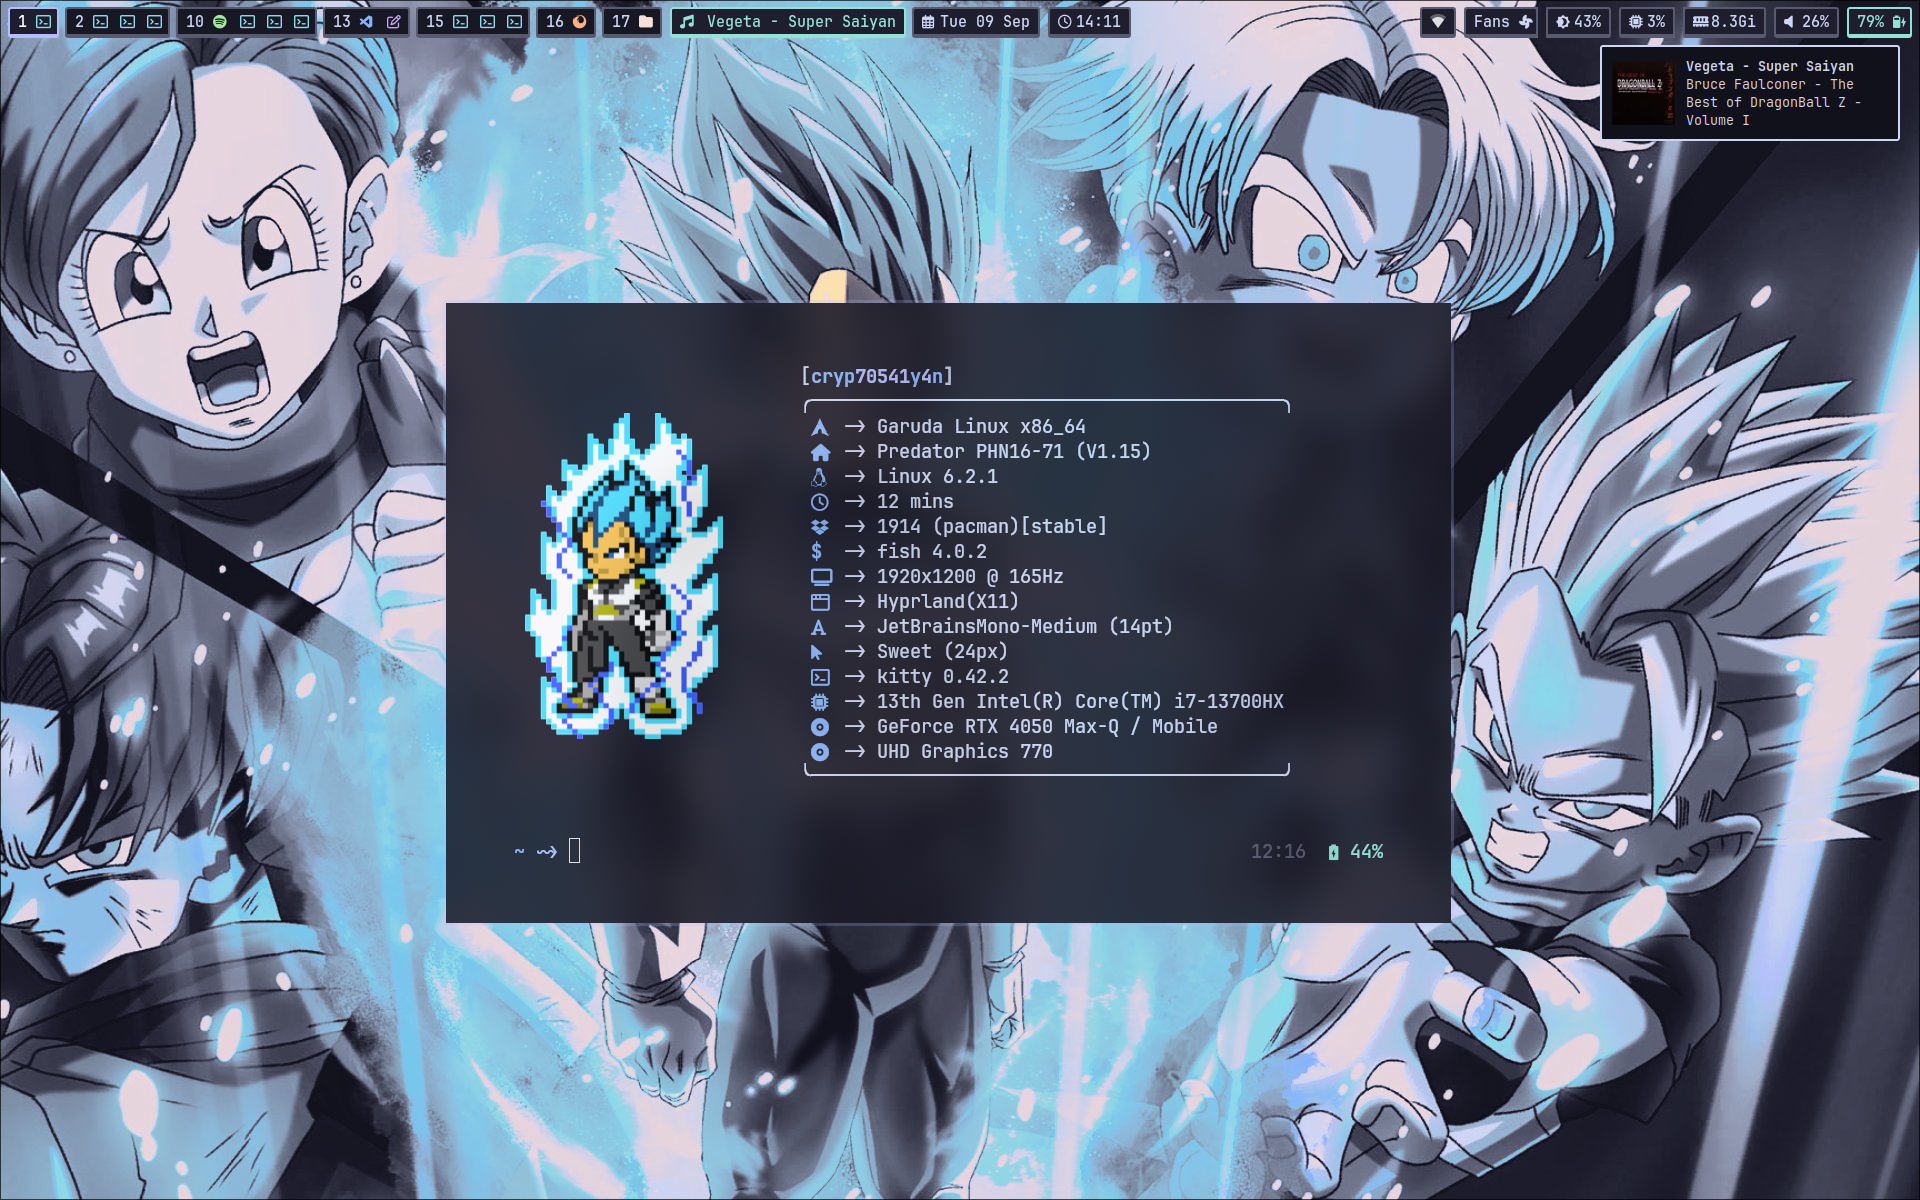 1
2
10
13
15
16
17
Vegeta - Super Saiyan
Tue 09 Sep
14:11
Fans
43%
3%
8.3Gi
26%
79%
DRAGONBALL Z
Vegeta - Super Saiyan
Bruce Faulconer - The
Best of DragonBall Z -
Volume I
[cryp70541y4n]
→ Garuda Linux x86_64
→ Predator PHN16-71 (V1.15)
→ Linux 6.2.1
→ 12 mins
→ 1914 (pacman)[stable]
$ → fish 4.0.2
→ 1920x1200 @ 165Hz
→ Hyprland(X11)
A → JetBrainsMono-Medium (14pt)
→ Sweet (24px)
→ kitty 0.42.2
→ 13th Gen Intel(R) Core(TM) i7-13700HX
→ GeForce RTX 4050 Max-Q / Mobile
→ UHD Graphics 770
~ ⇝ 12:16 44%